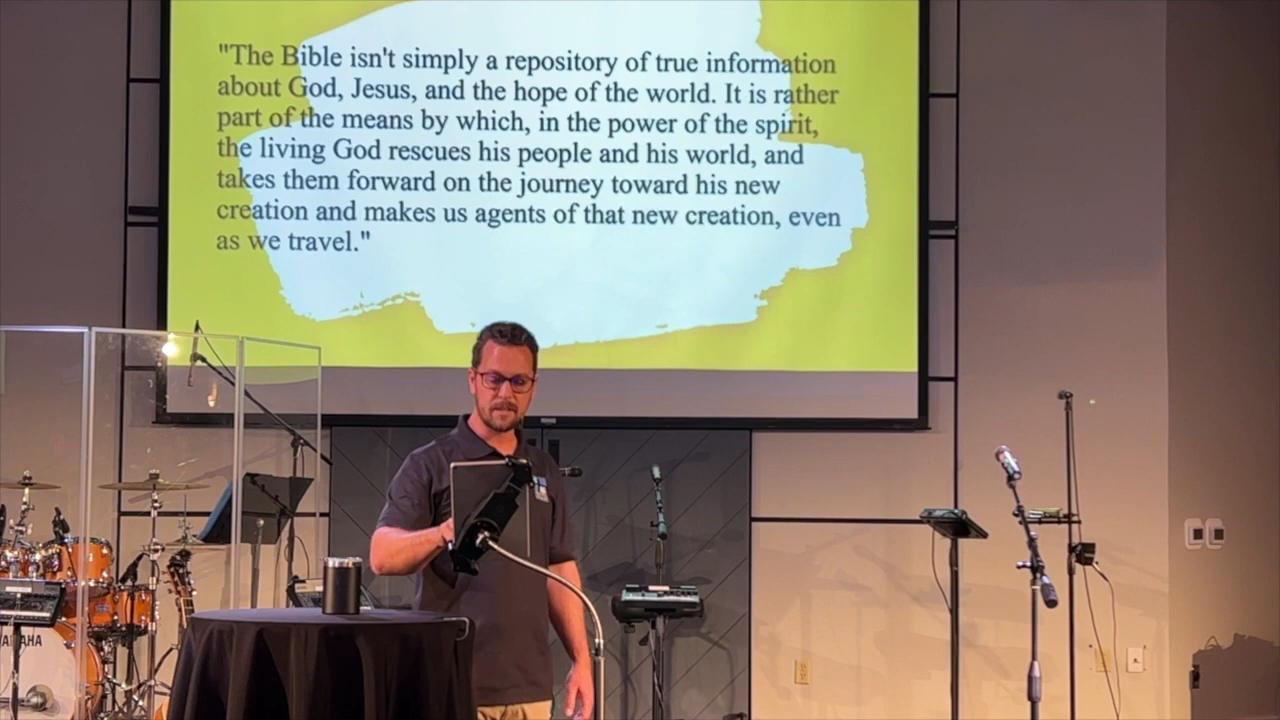 "The Bible isn't simply a repository of true information
about God, Jesus, and the hope of the world. It is rather
part of the means by which, in the power of the spirit,
the living God rescues his people and his world, and
takes them forward on the journey toward his new
creation and makes us agents of that new creation, even
as we travel."
YAMAHA